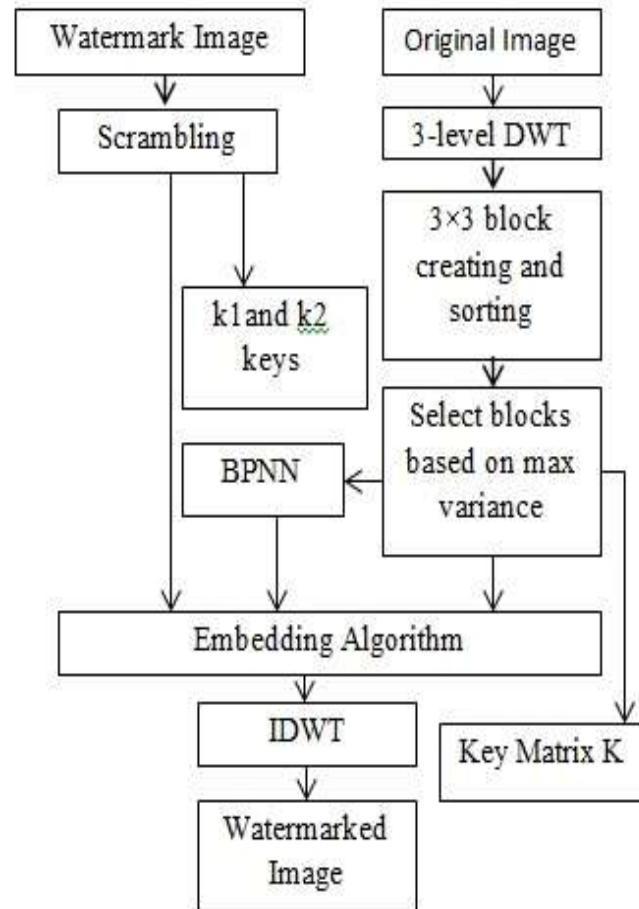 Watermark Image
Original Image
Scrambling
3-level DWT
3×3 block
creating and
sorting
k1and k2
keys
Select blocks
based on max
variance
BPNN
Embedding Algorithm
IDWT
Key Matrix K
Watermarked
Image